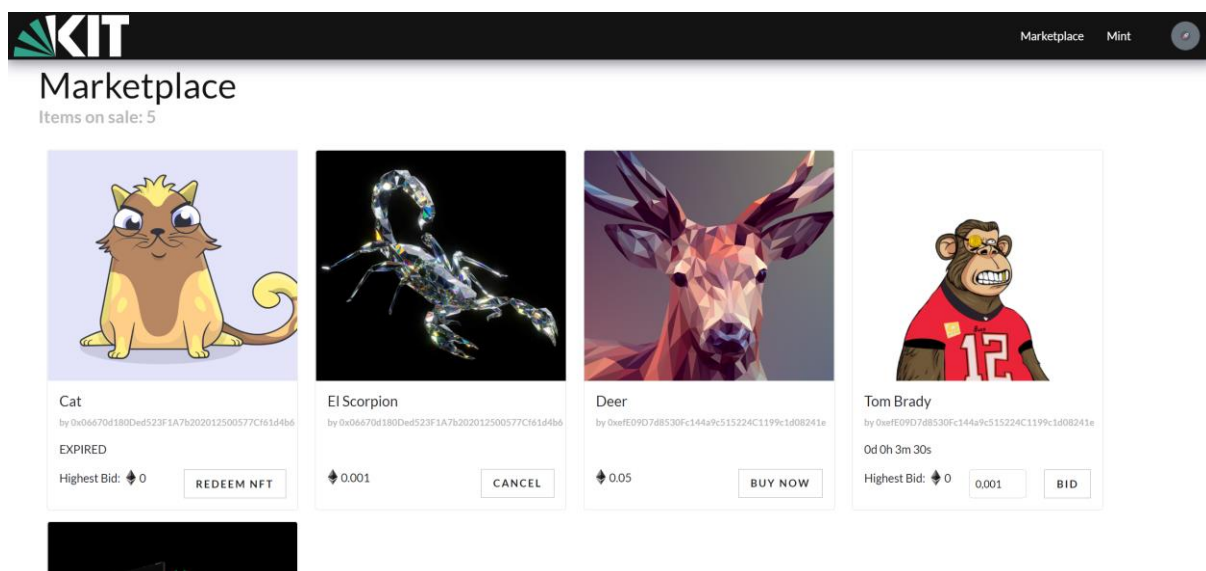 KIT
Marketplace Mint
Marketplace
Items on sale: 5
Cat
by 0x06670d180Ded523F1A7b202012500577Cf61d4b6
EXPIRED
Highest Bid: 0
REDEEM NFT
El Scorpion
by 0x06670d180Ded523F1A7b202012500577Cf61d4b6
0.001
CANCEL
Deer
by 0xefE09D7d8530Fc144a9c515224C1199c1d08241e
0.05
BUY NOW
12
Tom Brady
by 0xefE09D7d8530Fc144a9c515224C1199c1d08241e
0d 0h 3m 30s
Highest Bid: 0
0,001
BID